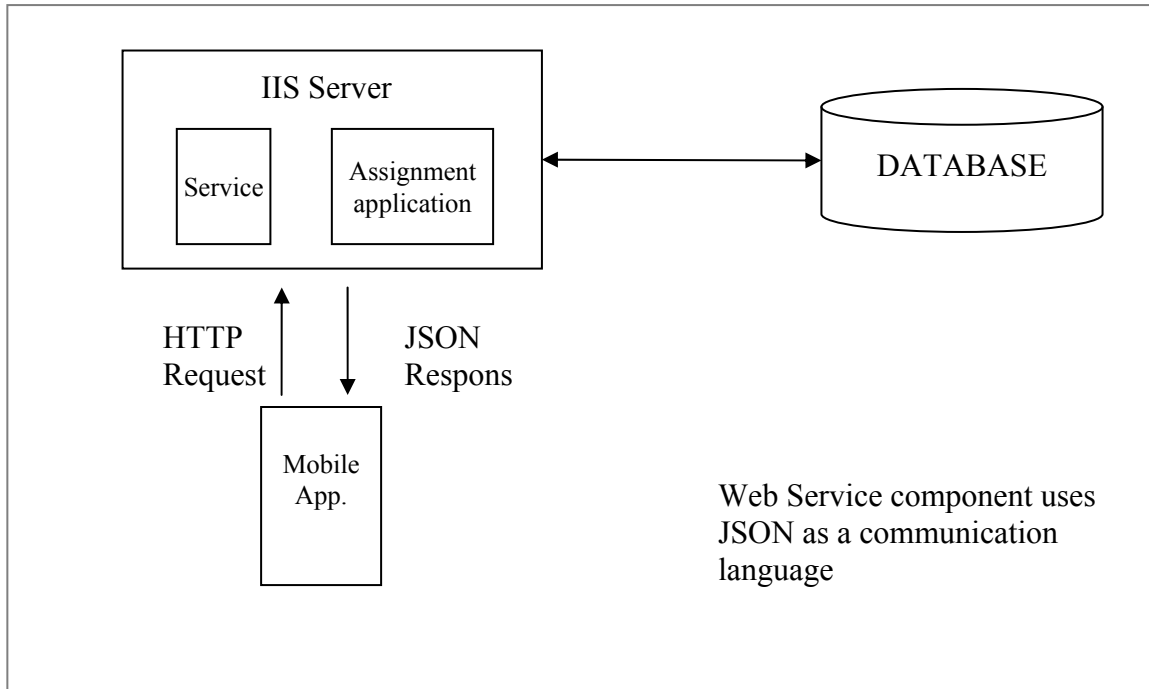 IIS Server
Service
Assignment
application
DATABASE
HTTP
Request
JSON
Respons
Mobile
App.
Web Service component uses
JSON as a communication
language